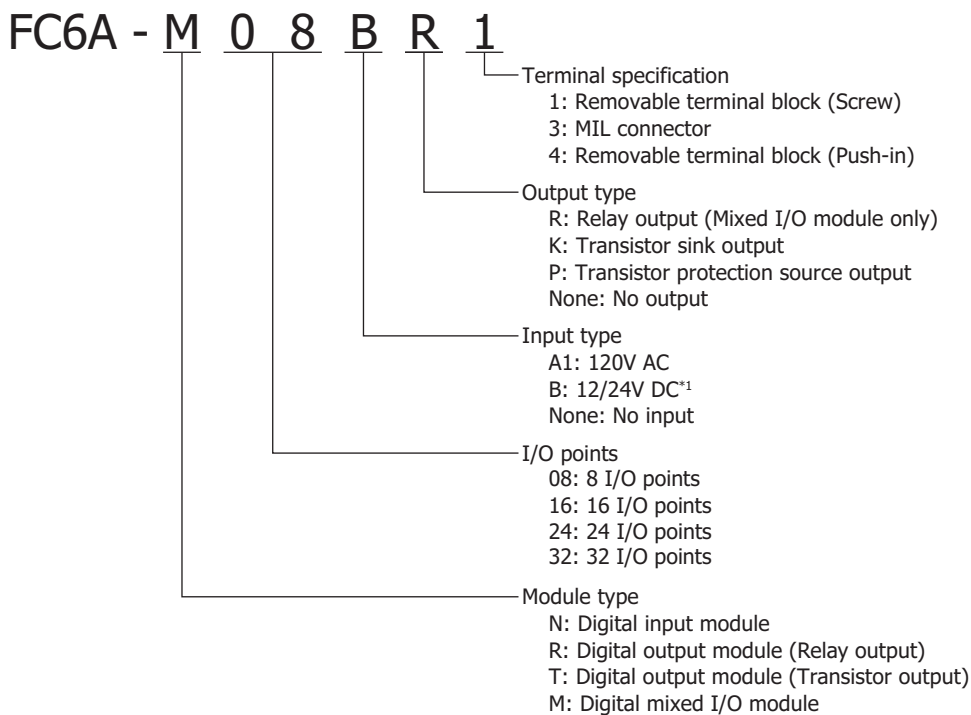 FC6A - M 0 8 B R 1
Terminal specification
1: Removable terminal block (Screw)
3: MIL connector
4: Removable terminal block (Push-in)
Output type
R: Relay output (Mixed I/O module only)
K: Transistor sink output
P: Transistor protection source output
None: No output
Input type
A1: 120V AC
B: 12/24V DC*1
None: No input
I/O points
08: 8 I/O points
16: 16 I/O points
24: 24 I/O points
32: 32 I/O points
Module type
N: Digital input module
R: Digital output module (Relay output)
T: Digital output module (Transistor output)
M: Digital mixed I/O module